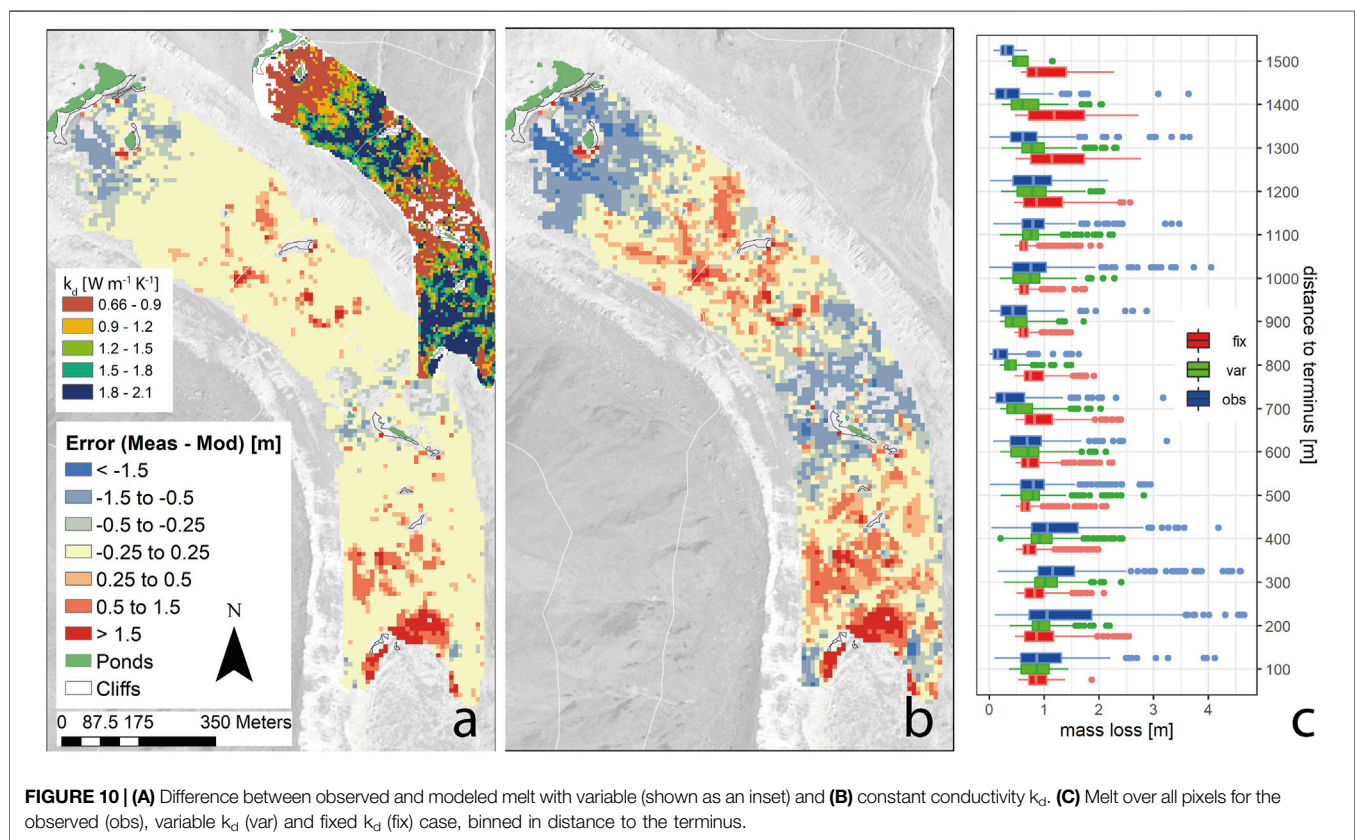 k_d [W m⁻¹ K⁻¹]
0.66 - 0.9
0.9 - 1.2
1.2 - 1.5
1.5 - 1.8
1.8 - 2.1
Error (Meas - Mod) [m]
< -1.5
-1.5 to -0.5
-0.5 to -0.25
-0.25 to 0.25
0.25 to 0.5
0.5 to 1.5
> 1.5
Ponds
Cliffs
N
0 87.5 175 350 Meters
a
b
1500
1400
1300
1200
1100
1000
900
800
700
600
500
400
300
200
100
distance to terminus [m]
fix
var
obs
0 1 2 3 4
mass loss [m]
c
FIGURE 10 | (A) Difference between observed and modeled melt with variable (shown as an inset) and (B) constant conductivity k_d. (C) Melt over all pixels for the
observed (obs), variable k_d (var) and fixed k_d (fix) case, binned in distance to the terminus.